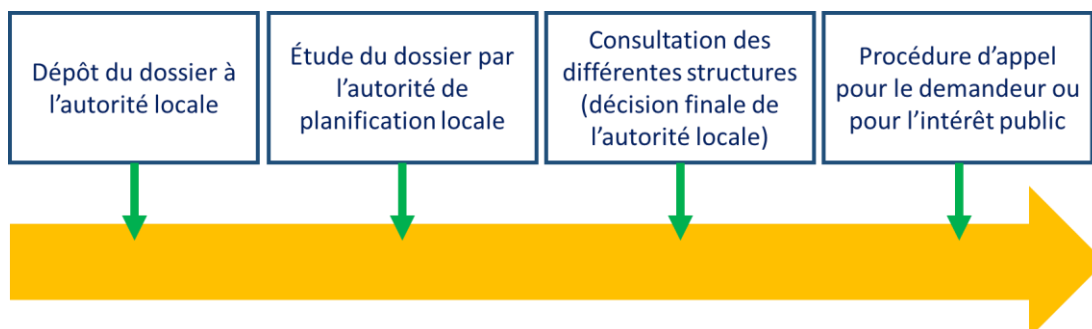 Dépôt du dossier à
l’autorité locale
Étude du dossier par
l’autorité de
planification locale
Consultation des
différentes structures
(décision finale de
l’autorité locale)
Procédure d’appel
pour le demandeur ou
pour l’intérêt public